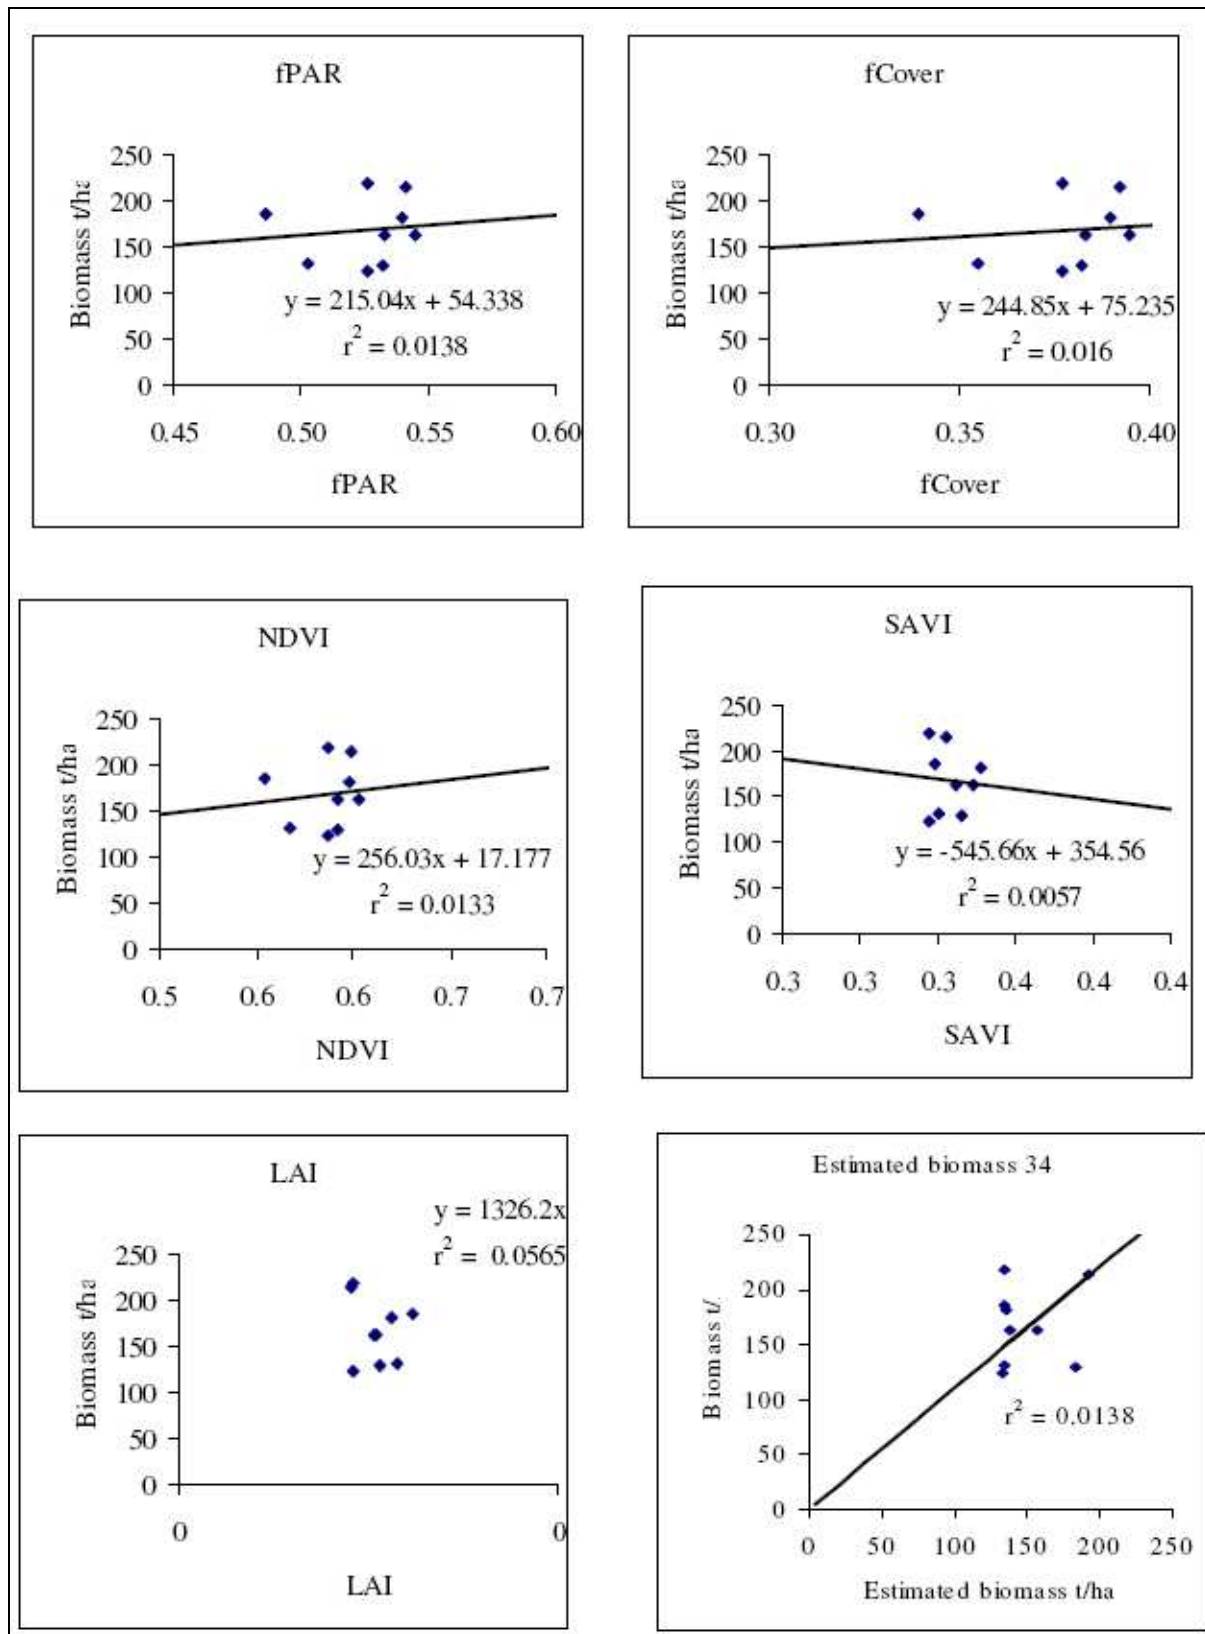 fPAR
Biomass t/ha
250
200
150
100
50
0
y = 215.04x + 54.338
r² = 0.0138
0.45 0.50 0.55 0.60
fPAR
fCover
Biomass t/ha
250
200
150
100
50
0
y = 244.85x + 75.235
r² = 0.016
0.30 0.35 0.40
fCover
NDVI
Biomass t/ha
250
200
150
100
50
0
y = 256.03x + 17.177
r² = 0.0133
0.5 0.6 0.6 0.7 0.7
NDVI
SAVI
Biomass t/ha
250
200
150
100
50
0
y = -545.66x + 354.56
r² = 0.0057
0.3 0.3 0.3 0.4 0.4 0.4
SAVI
LAI
y = 1326.2x
r² = 0.0565
Biomass t/ha
250
200
150
100
50
0
0 0
LAI
Estimated biomass 34
Biomass t/
250
200
150
100
50
0
r² = 0.0138
0 50 100 150 200 250
Estimated biomass t/ha